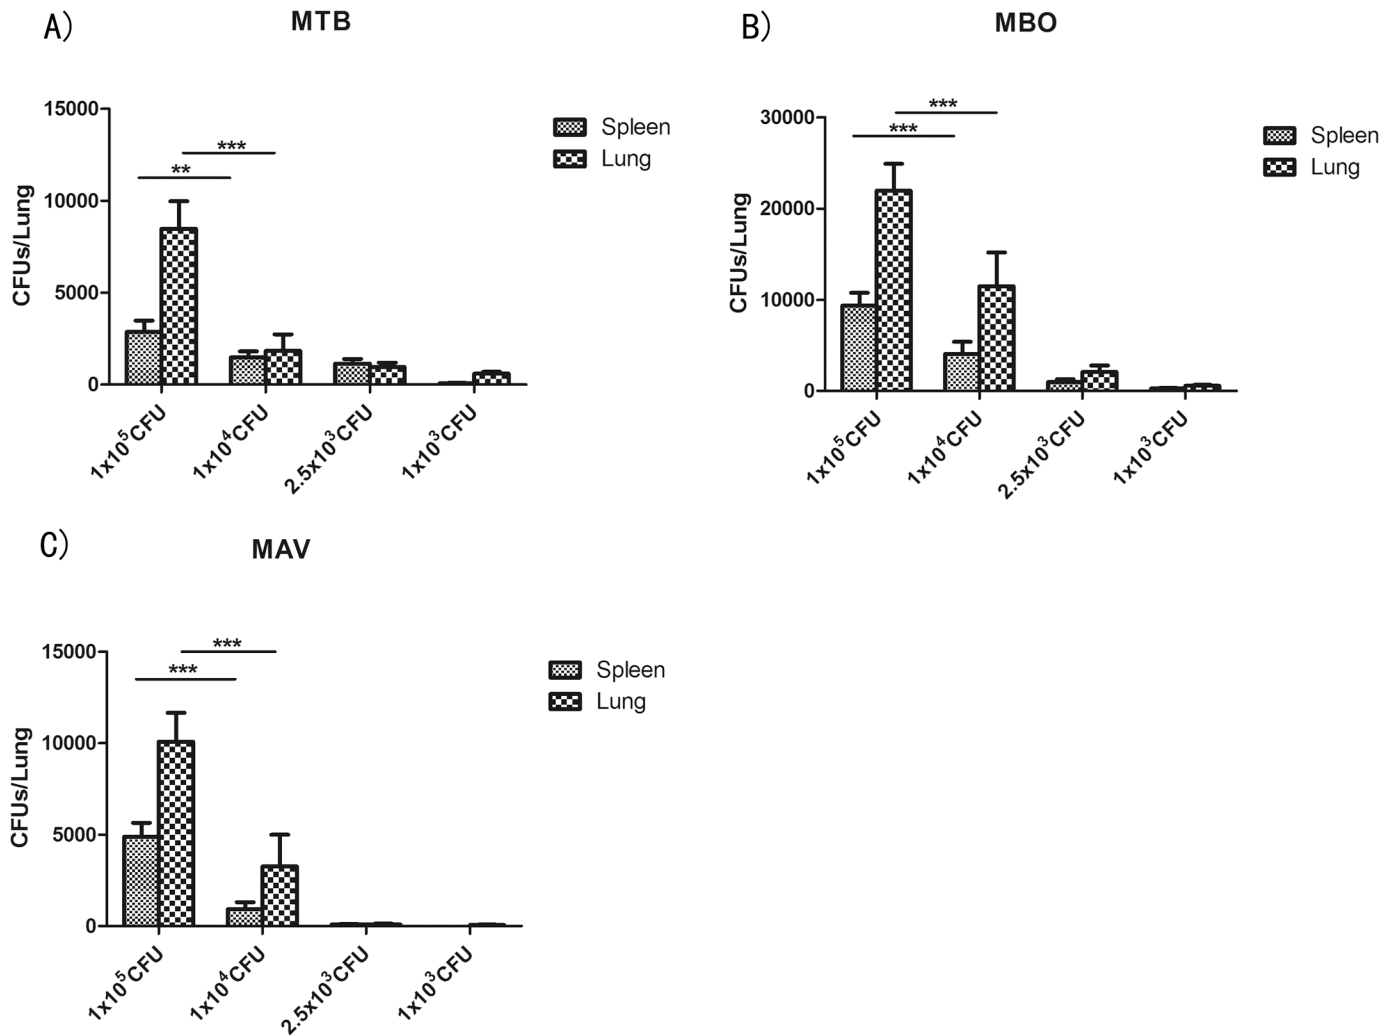 A)
MTB
15000
10000
5000
0
CFUs/Lung
***
**
Spleen
Lung
1x10⁵CFU
1x10⁴CFU
2.5x10³CFU
1x10³CFU
B)
MBO
30000
20000
10000
0
CFUs/Lung
***
***
Spleen
Lung
1x10⁵CFU
1x10⁴CFU
2.5x10³CFU
1x10³CFU
C)
MAV
15000
10000
5000
0
CFUs/Lung
***
***
Spleen
Lung
1x10⁵CFU
1x10⁴CFU
2.5x10³CFU
1x10³CFU